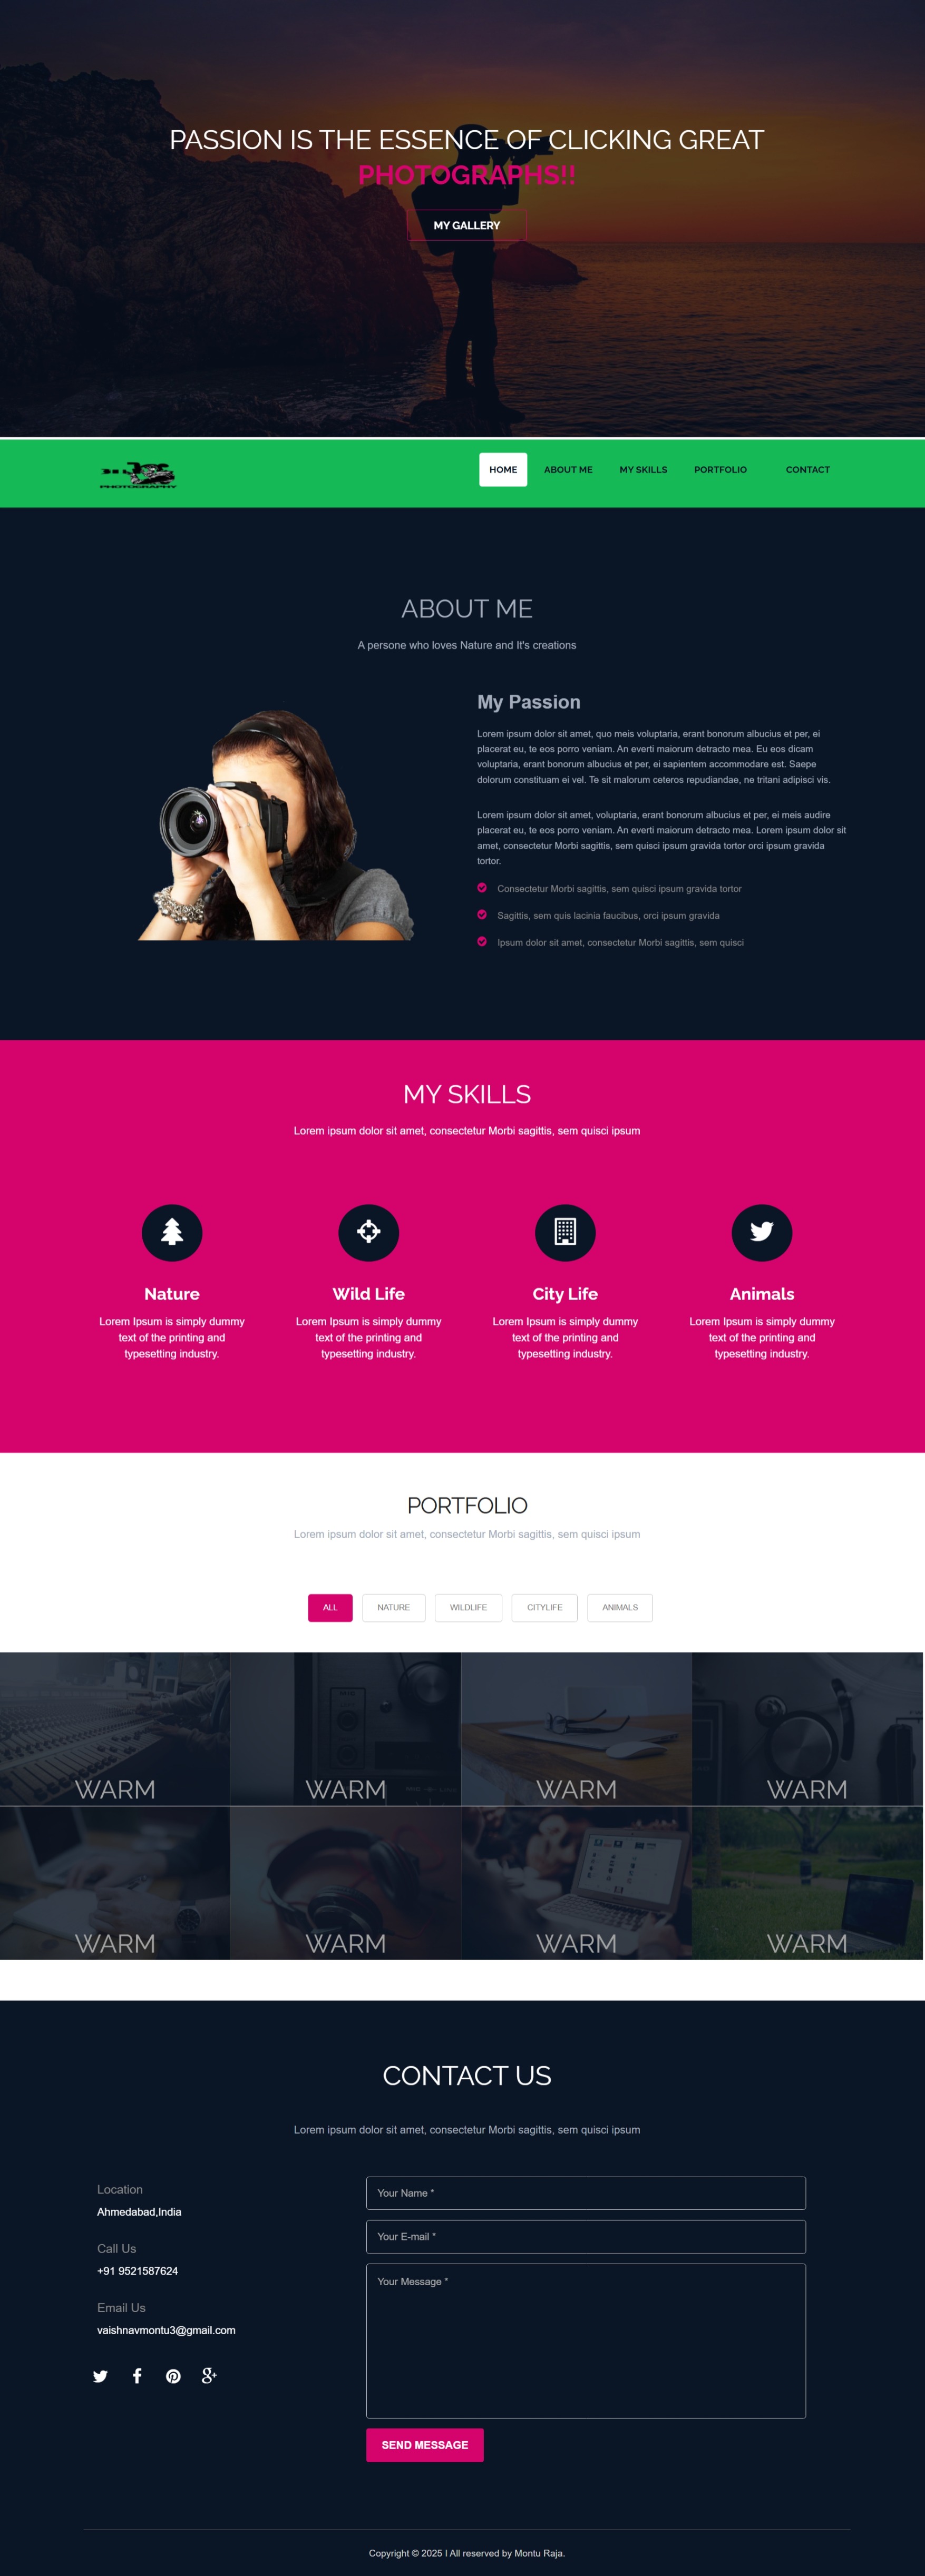 PASSION IS THE ESSENCE OF CLICKING GREAT
PHOTOGRAPHS!!
MY GALLERY
PHOTOGRAPHY
HOME ABOUT ME MY SKILLS PORTFOLIO CONTACT
ABOUT ME
A persone who loves Nature and It's creations
My Passion
Lorem ipsum dolor sit amet, quo meis voluptaria, erant bonorum albucius et per, ei
placerat eu, te eos porro veniam. An everti maiorum detracto mea. Eu eos dicam
voluptaria, erant bonorum albucius et per, ei sapientem accommodare est. Saepe
dolorum constituam ei vel. Te sit malorum ceteros repudiandae, ne tritani adipisci vis.
Lorem ipsum dolor sit amet, voluptaria, erant bonorum albucius et per, ei meis audire
placerat eu, te eos porro veniam. An everti maiorum detracto mea. Lorem ipsum dolor sit
amet, consectetur Morbi sagittis, sem quisci ipsum gravida tortor orci ipsum gravida
tortor.
Consectetur Morbi sagittis, sem quisci ipsum gravida tortor
Sagittis, sem quis lacinia faucibus, orci ipsum gravida
Ipsum dolor sit amet, consectetur Morbi sagittis, sem quisci
MY SKILLS
Lorem ipsum dolor sit amet, consectetur Morbi sagittis, sem quisci ipsum
Nature
Lorem Ipsum is simply dummy
text of the printing and
typesetting industry.
Wild Life
Lorem Ipsum is simply dummy
text of the printing and
typesetting industry.
City Life
Lorem Ipsum is simply dummy
text of the printing and
typesetting industry.
Animals
Lorem Ipsum is simply dummy
text of the printing and
typesetting industry.
PORTFOLIO
Lorem ipsum dolor sit amet, consectetur Morbi sagittis, sem quisci ipsum
ALL NATURE WILDLIFE CITYLIFE ANIMALS
WARM WARM WARM WARM
WARM WARM WARM WARM
CONTACT US
Lorem ipsum dolor sit amet, consectetur Morbi sagittis, sem quisci ipsum
Location
Ahmedabad,India
Call Us
+91 9521587624
Email Us
vaishnavmontu3@gmail.com
Your Name *
Your E-mail *
Your Message *
SEND MESSAGE
Copyright © 2025 I All reserved by Montu Raja.